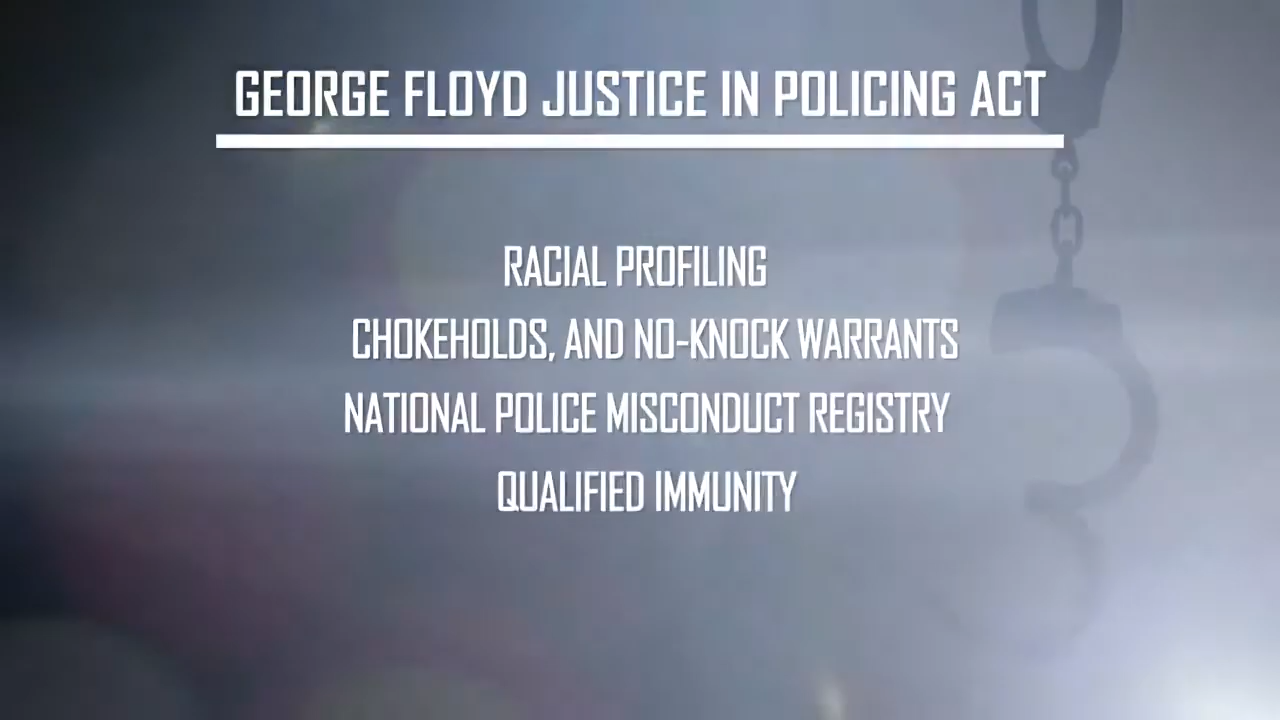 GEORGE FLOYD JUSTICE IN POLICING ACT
RACIAL PROFILING
CHOKEHOLDS, AND NO-KNOCK WARRANTS
NATIONAL POLICE MISCONDUCT REGISTRY
QUALIFIED IMMUNITY